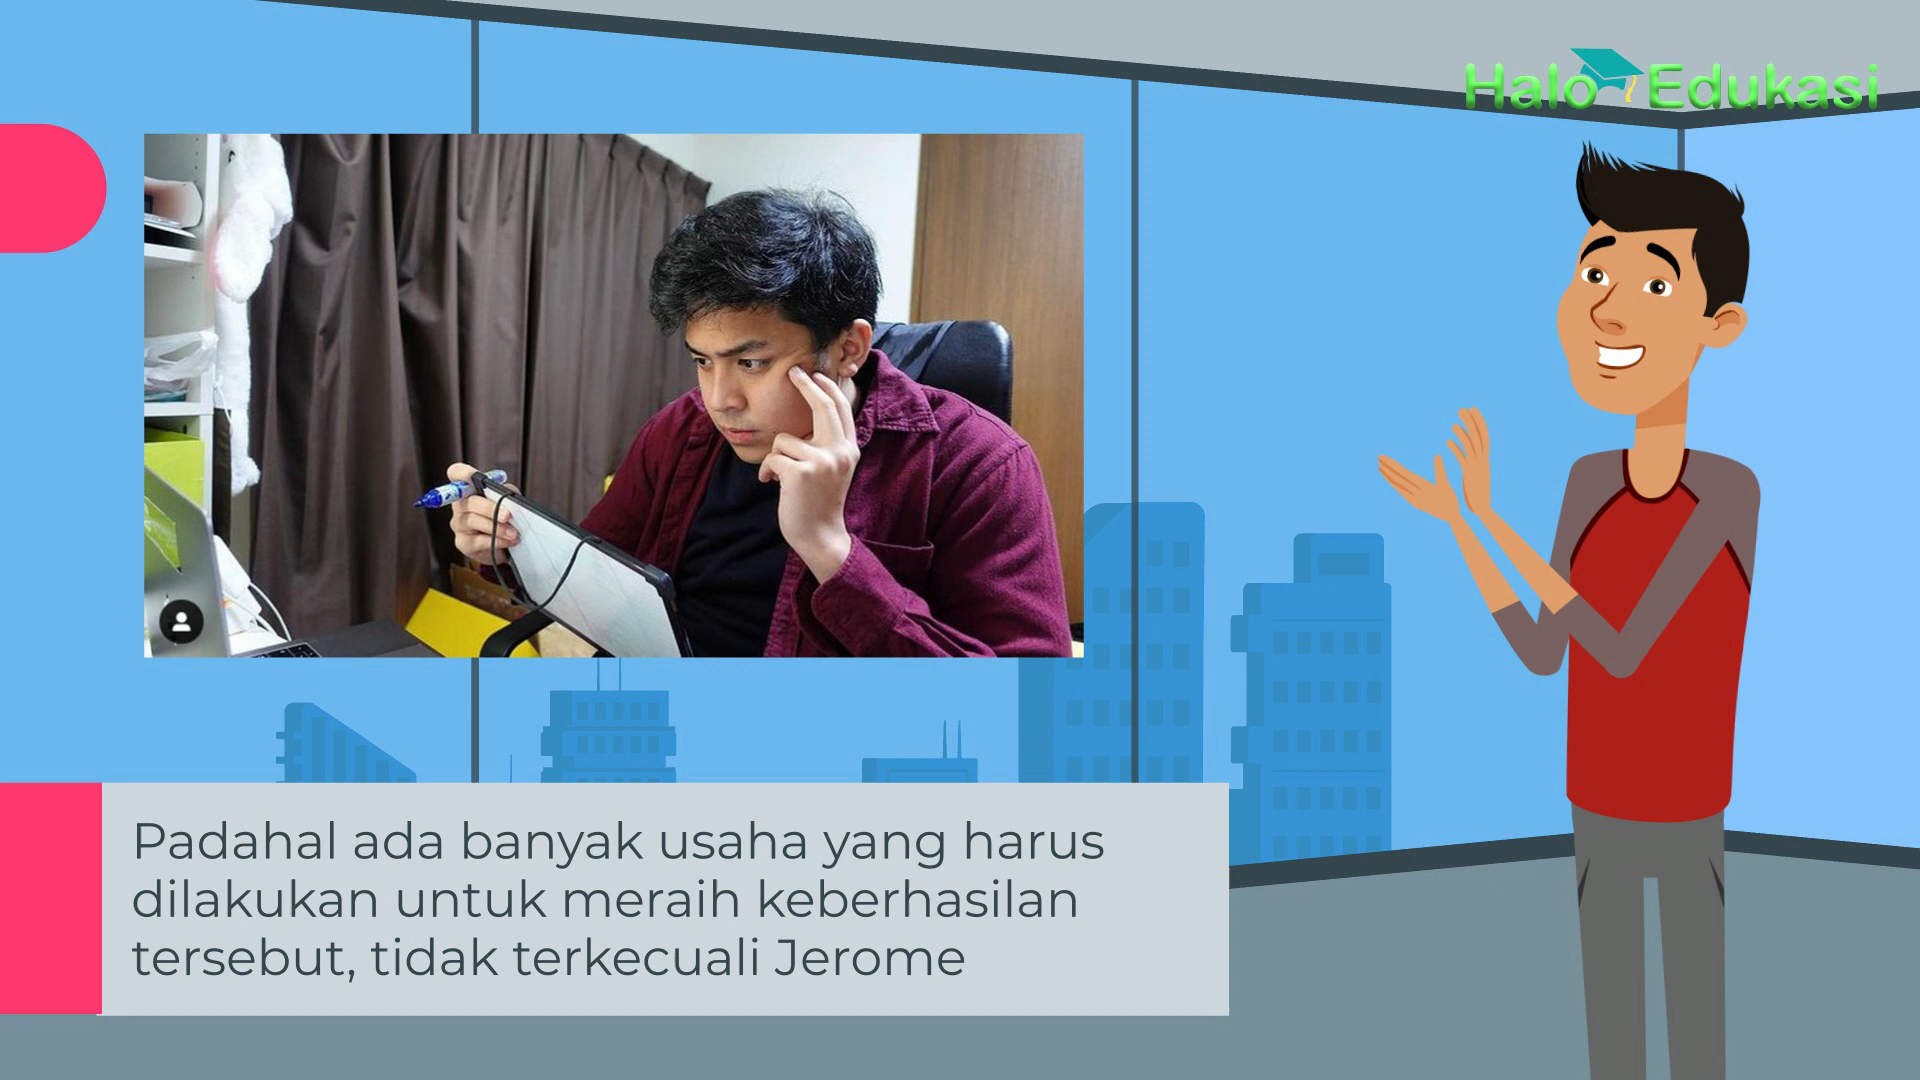 Halo Edukasi
Padahal ada banyak usaha yang harus
dilakukan untuk meraih keberhasilan
tersebut, tidak terkecuali Jerome